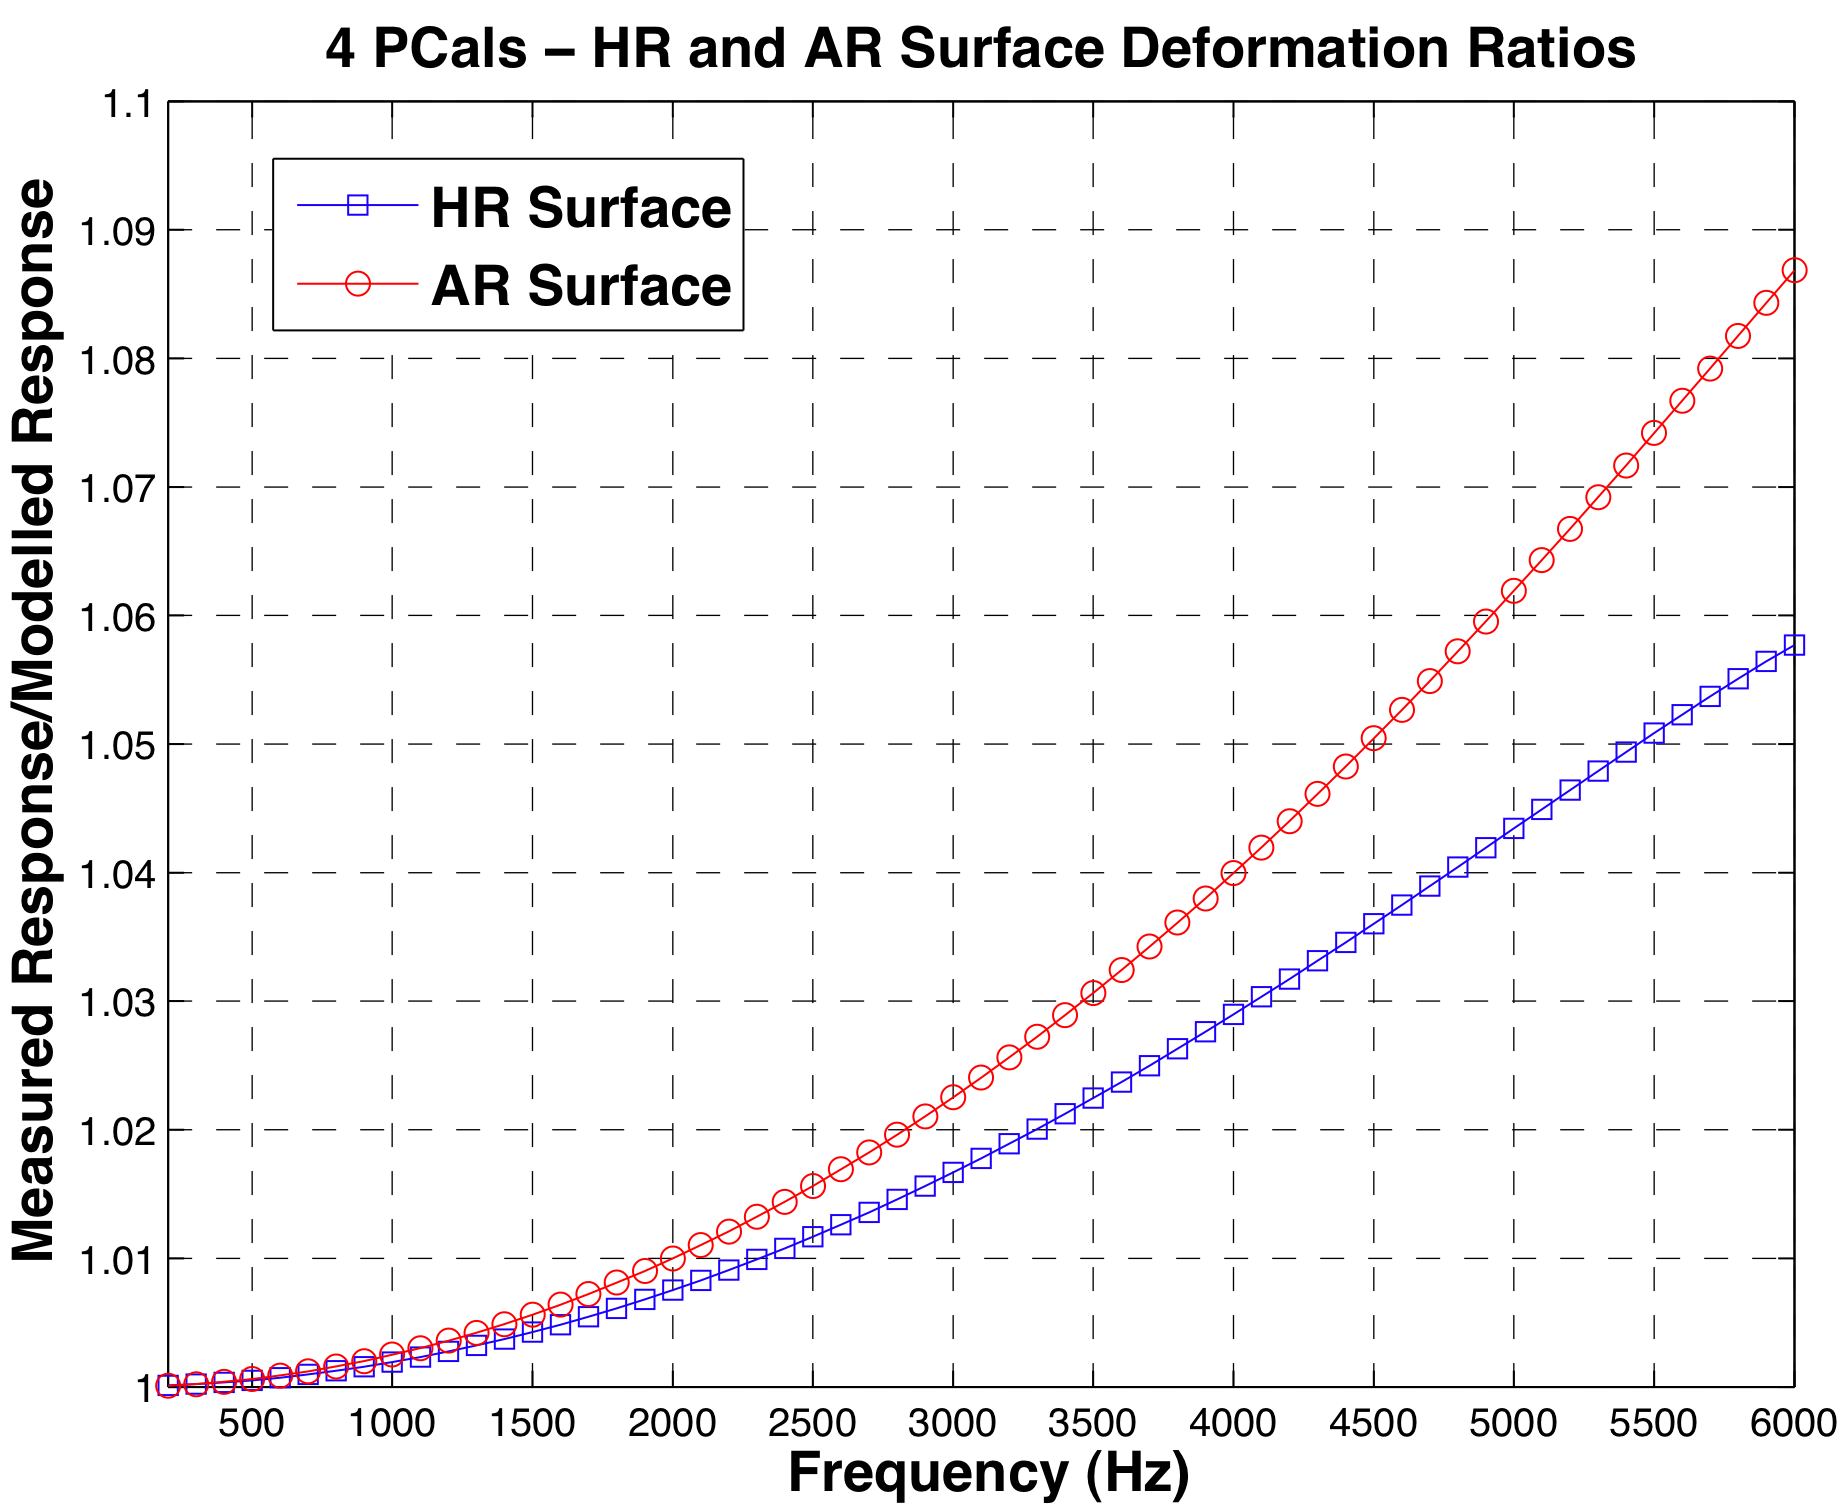 4 PCals – HR and AR Surface Deformation Ratios
Measured Response/Modelled Response
1.1
1.09
1.08
1.07
1.06
1.05
1.04
1.03
1.02
1.01
1
HR Surface
AR Surface
500 1000 1500 2000 2500 3000 3500 4000 4500 5000 5500 6000
Frequency (Hz)